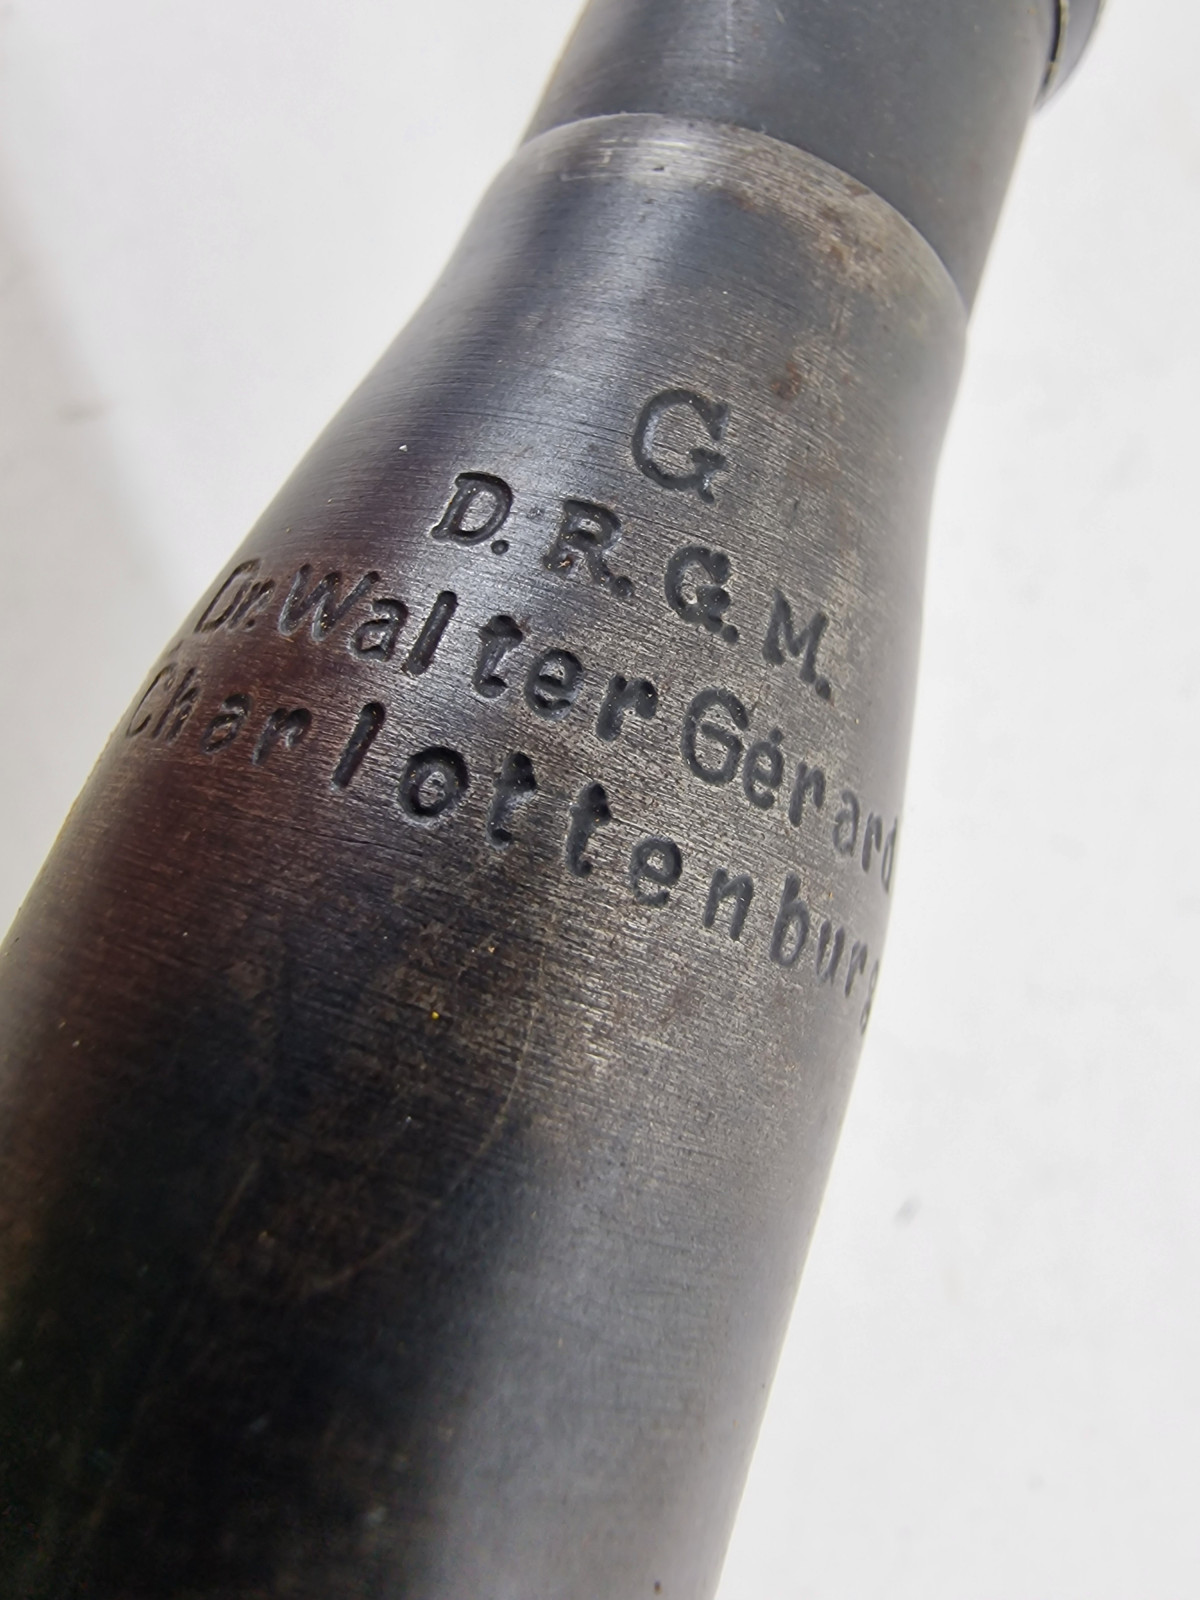 G
D.R.G.M.
Dr. Walter Gérard
Charlottenburg